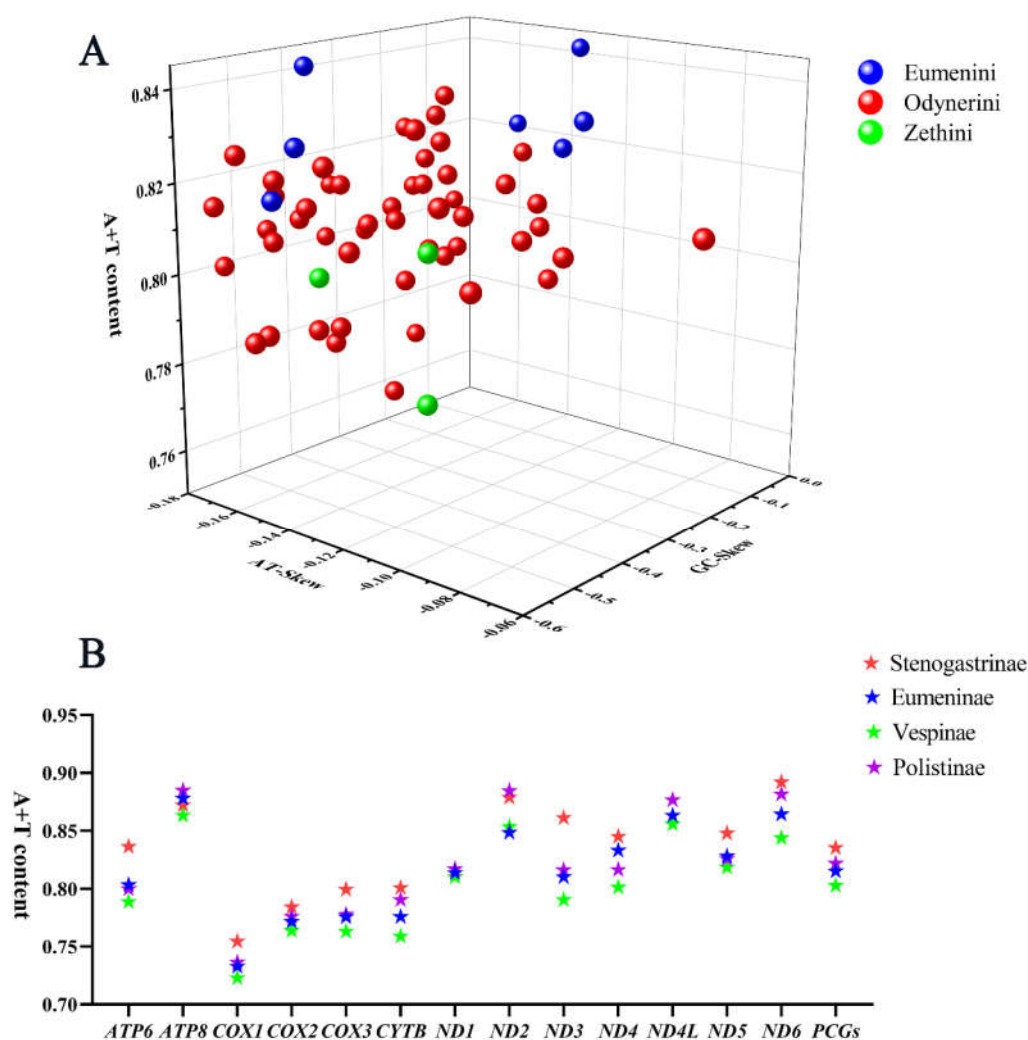 A
Eumenini
Odynerini
Zethini
A+T content
0.84
0.82
0.80
0.78
0.76
-0.18
-0.16
-0.14
-0.12
-0.10
-0.08
-0.06
AT-Skew
0.0
-0.1
-0.2
-0.3
-0.4
-0.5
-0.6
GC-Skew
B
Stenogastrinae
Eumeninae
Vespinae
Polistinae
A+T content
0.95
0.90
0.85
0.80
0.75
0.70
ATP6 ATP8 COX1 COX2 COX3 CYTB ND1 ND2 ND3 ND4 ND4L ND5 ND6 PCGs